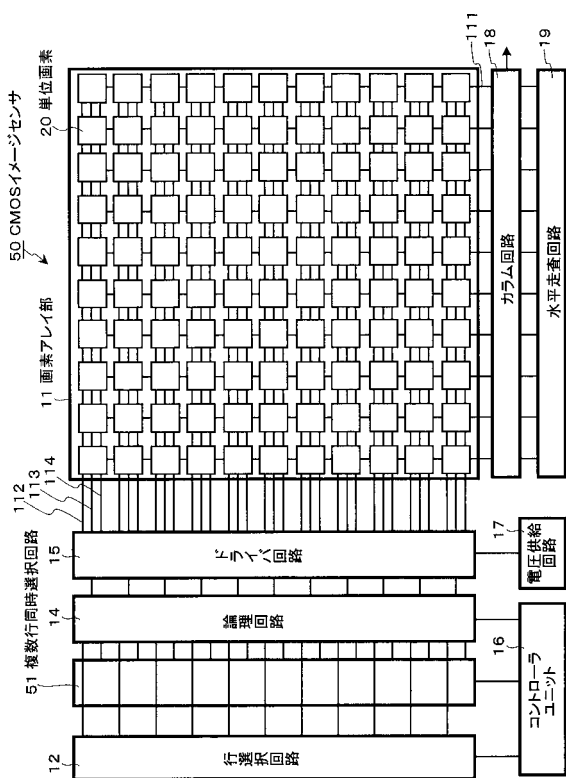 50 CMOSイメージセンサ
11 画素アレイ部
20 単位画素
112
113
114
111
18
カラム回路
19
水平走査回路
15
ドライバ回路
17
電圧供給
回路
14
論理回路
51 複数行同時選択回路
12
行選択回路
16
コントローラ
ユニット